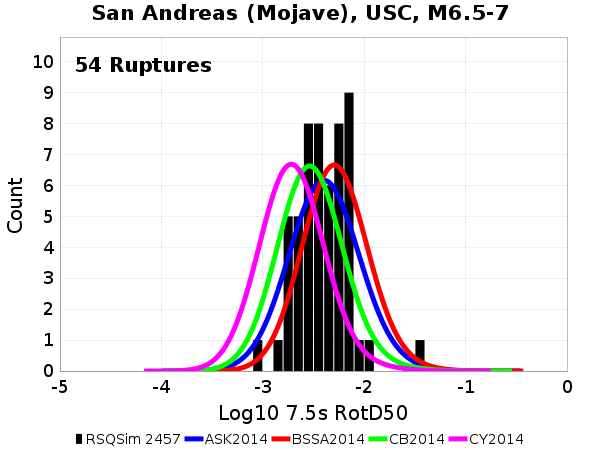 San Andreas (Mojave), USC, M6.5-7
54 Ruptures
Count
10
9
8
7
6
5
4
3
2
1
0
-5 -4 -3 -2 -1 0
Log10 7.5s RotD50
RSQSim 2457 ASK2014 BSSA2014 CB2014 CY2014